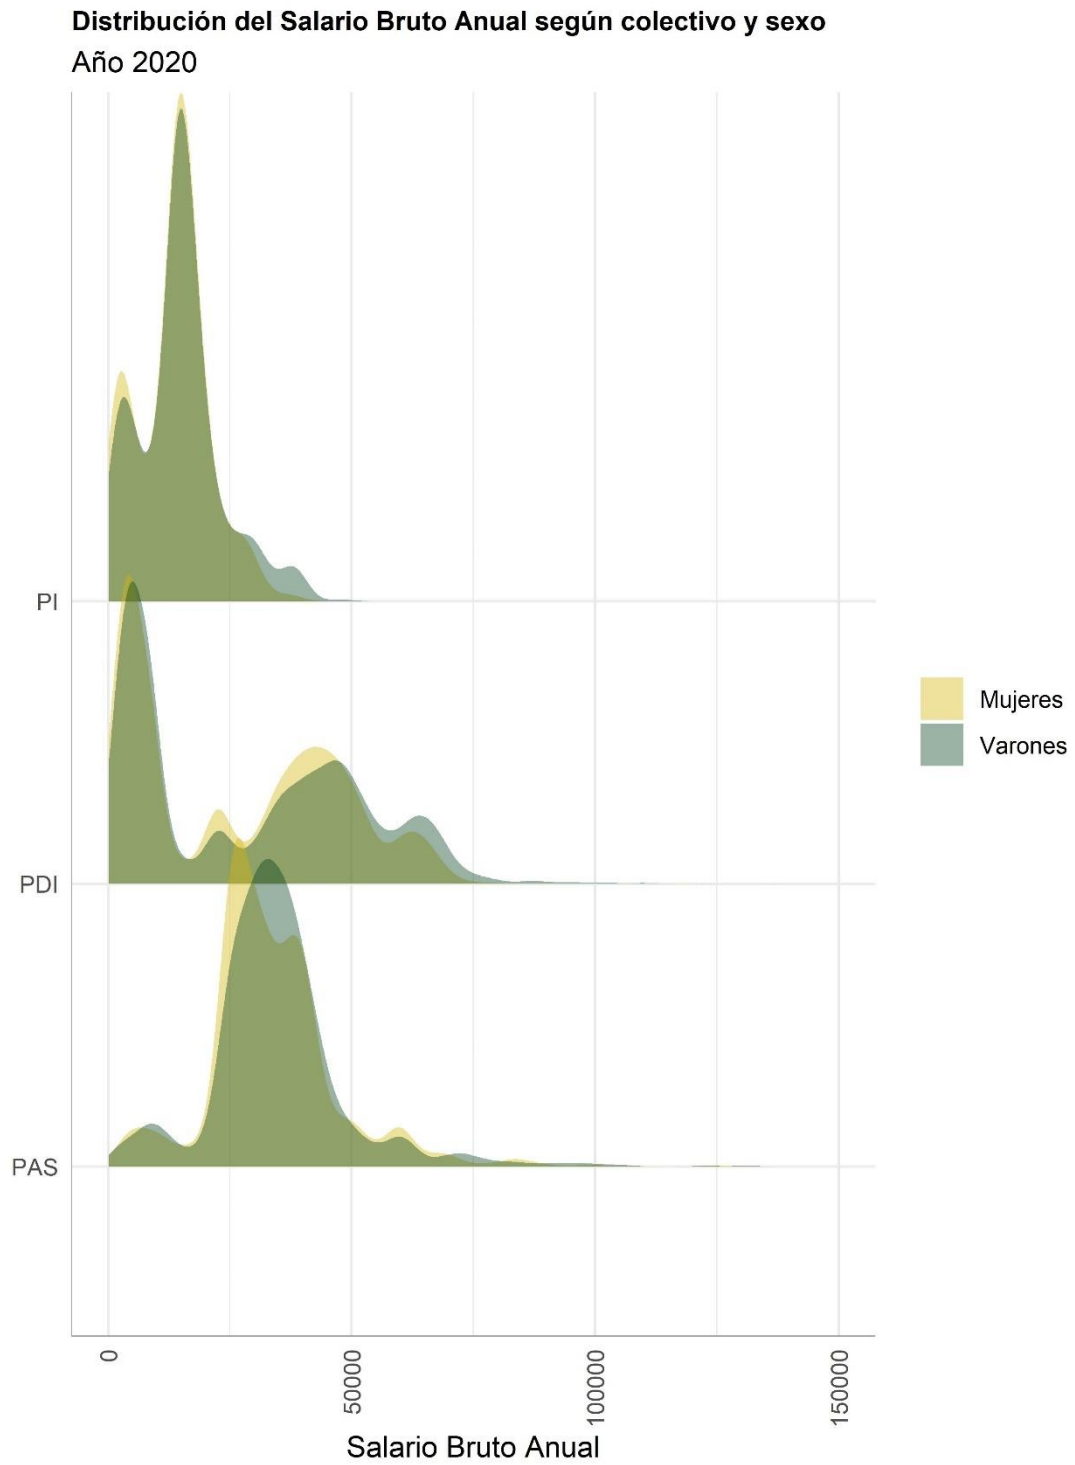 Distribución del Salario Bruto Anual según colectivo y sexo
Año 2020
PI
PDI
PAS
Mujeres
Varones
0
50000
100000
150000
Salario Bruto Anual